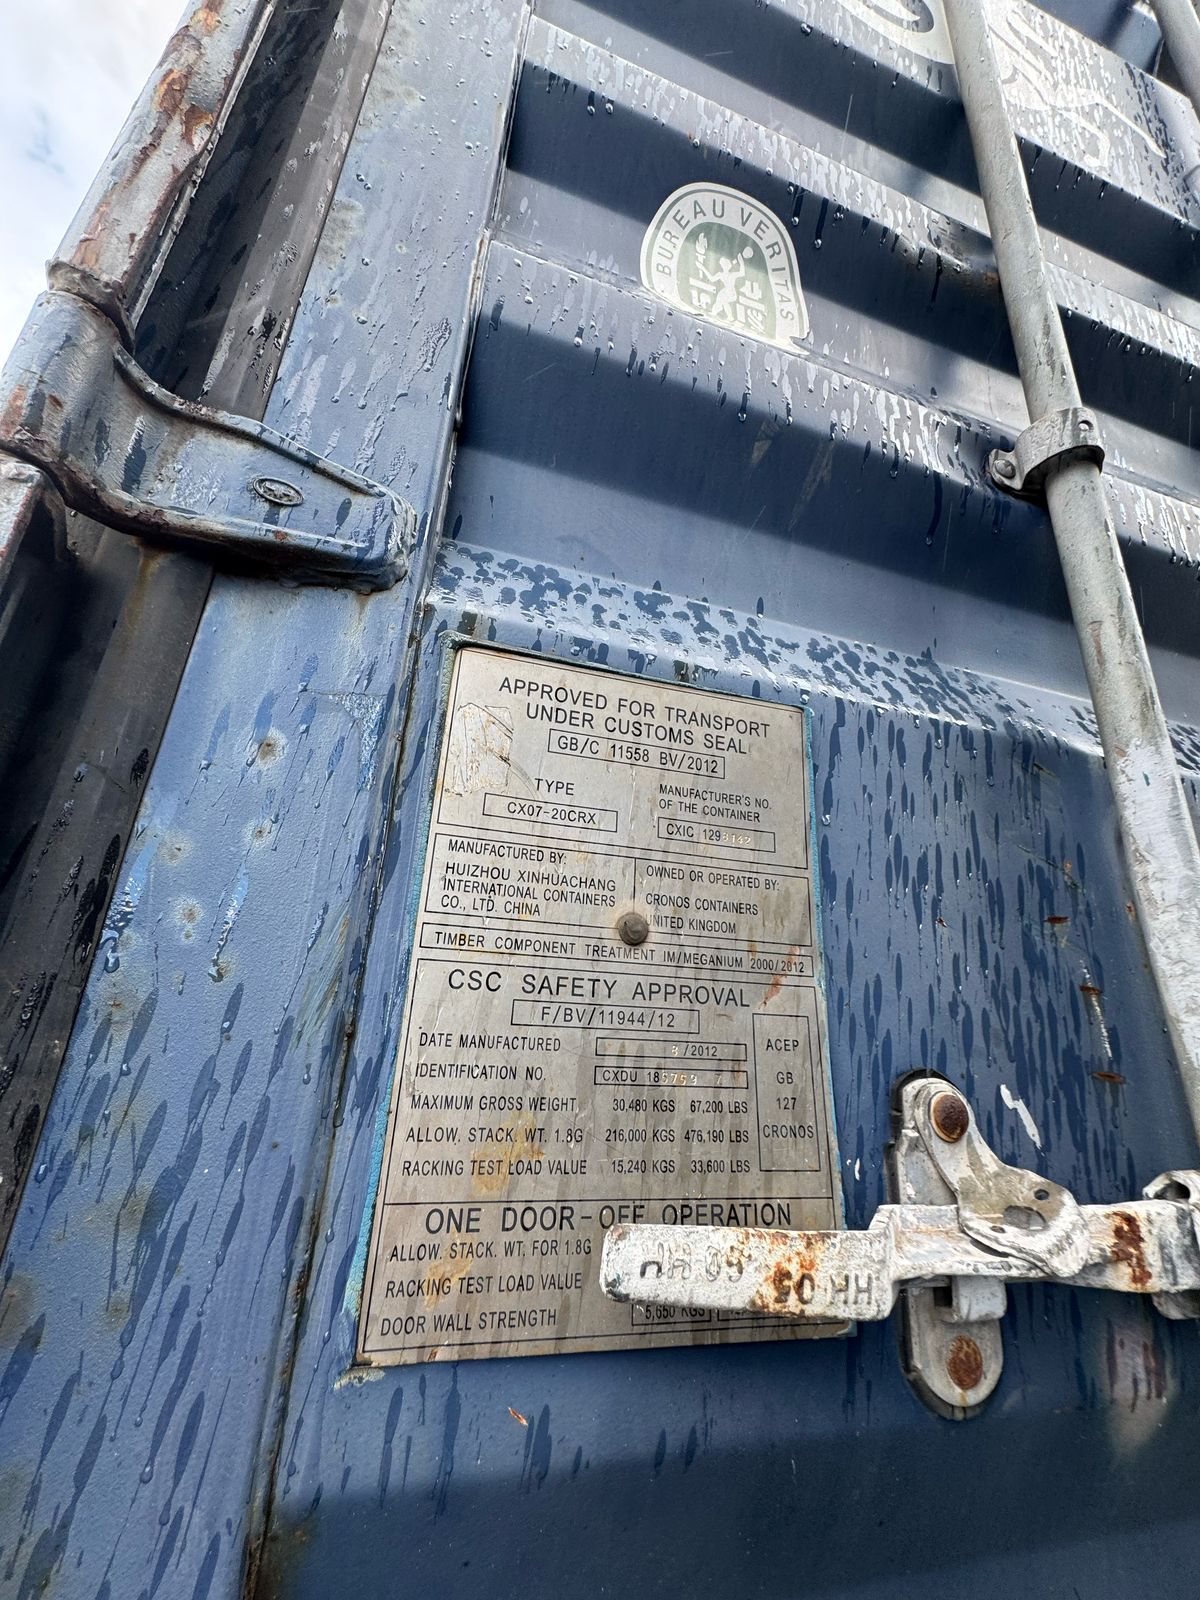 BUREAU VERITAS
APPROVED FOR TRANSPORT
UNDER CUSTOMS SEAL
GB/C 11558 BV/2012
TYPE
CX07-20CRX
MANUFACTURER'S NO.
OF THE CONTAINER
CXIC
MANUFACTURED BY:
HUIZHOU XINHUACHANG
INTERNATIONAL CONTAINERS
CO., LTD. CHINA
OWNED OR OPERATED BY:
CRONOS CONTAINERS
UNITED KINGDOM
TIMBER COMPONENT TREATMENT IM/MEGANIUM 2000/2012
CSC SAFETY APPROVAL
F/BV/11944/12
DATE MANUFACTURED 3/2012
IDENTIFICATION NO. CXDU
MAXIMUM GROSS WEIGHT 30,480 KGS 67,200 LBS
ALLOW. STACK. WT. 1.8G 216,000 KGS 476,190 LBS
RACKING TEST LOAD VALUE 15,240 KGS 33,600 LBS
ACEP
GB
127
CRONOS
ONE DOOR-OFF OPERATION
ALLOW. STACK. WT. FOR 1.8G
RACKING TEST LOAD VALUE
DOOR WALL STRENGTH 5,650 KGS